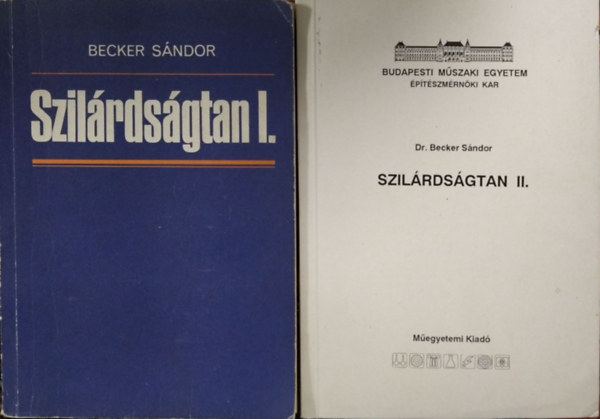 BECKER SÁNDOR
Szilárdságtan I.
BUDAPESTI MŰSZAKI EGYETEM
ÉPÍTÉSZMÉRNÖKI KAR
Dr. Becker Sándor
SZILÁRDSÁGTAN II.
Műegyetemi Kiadó